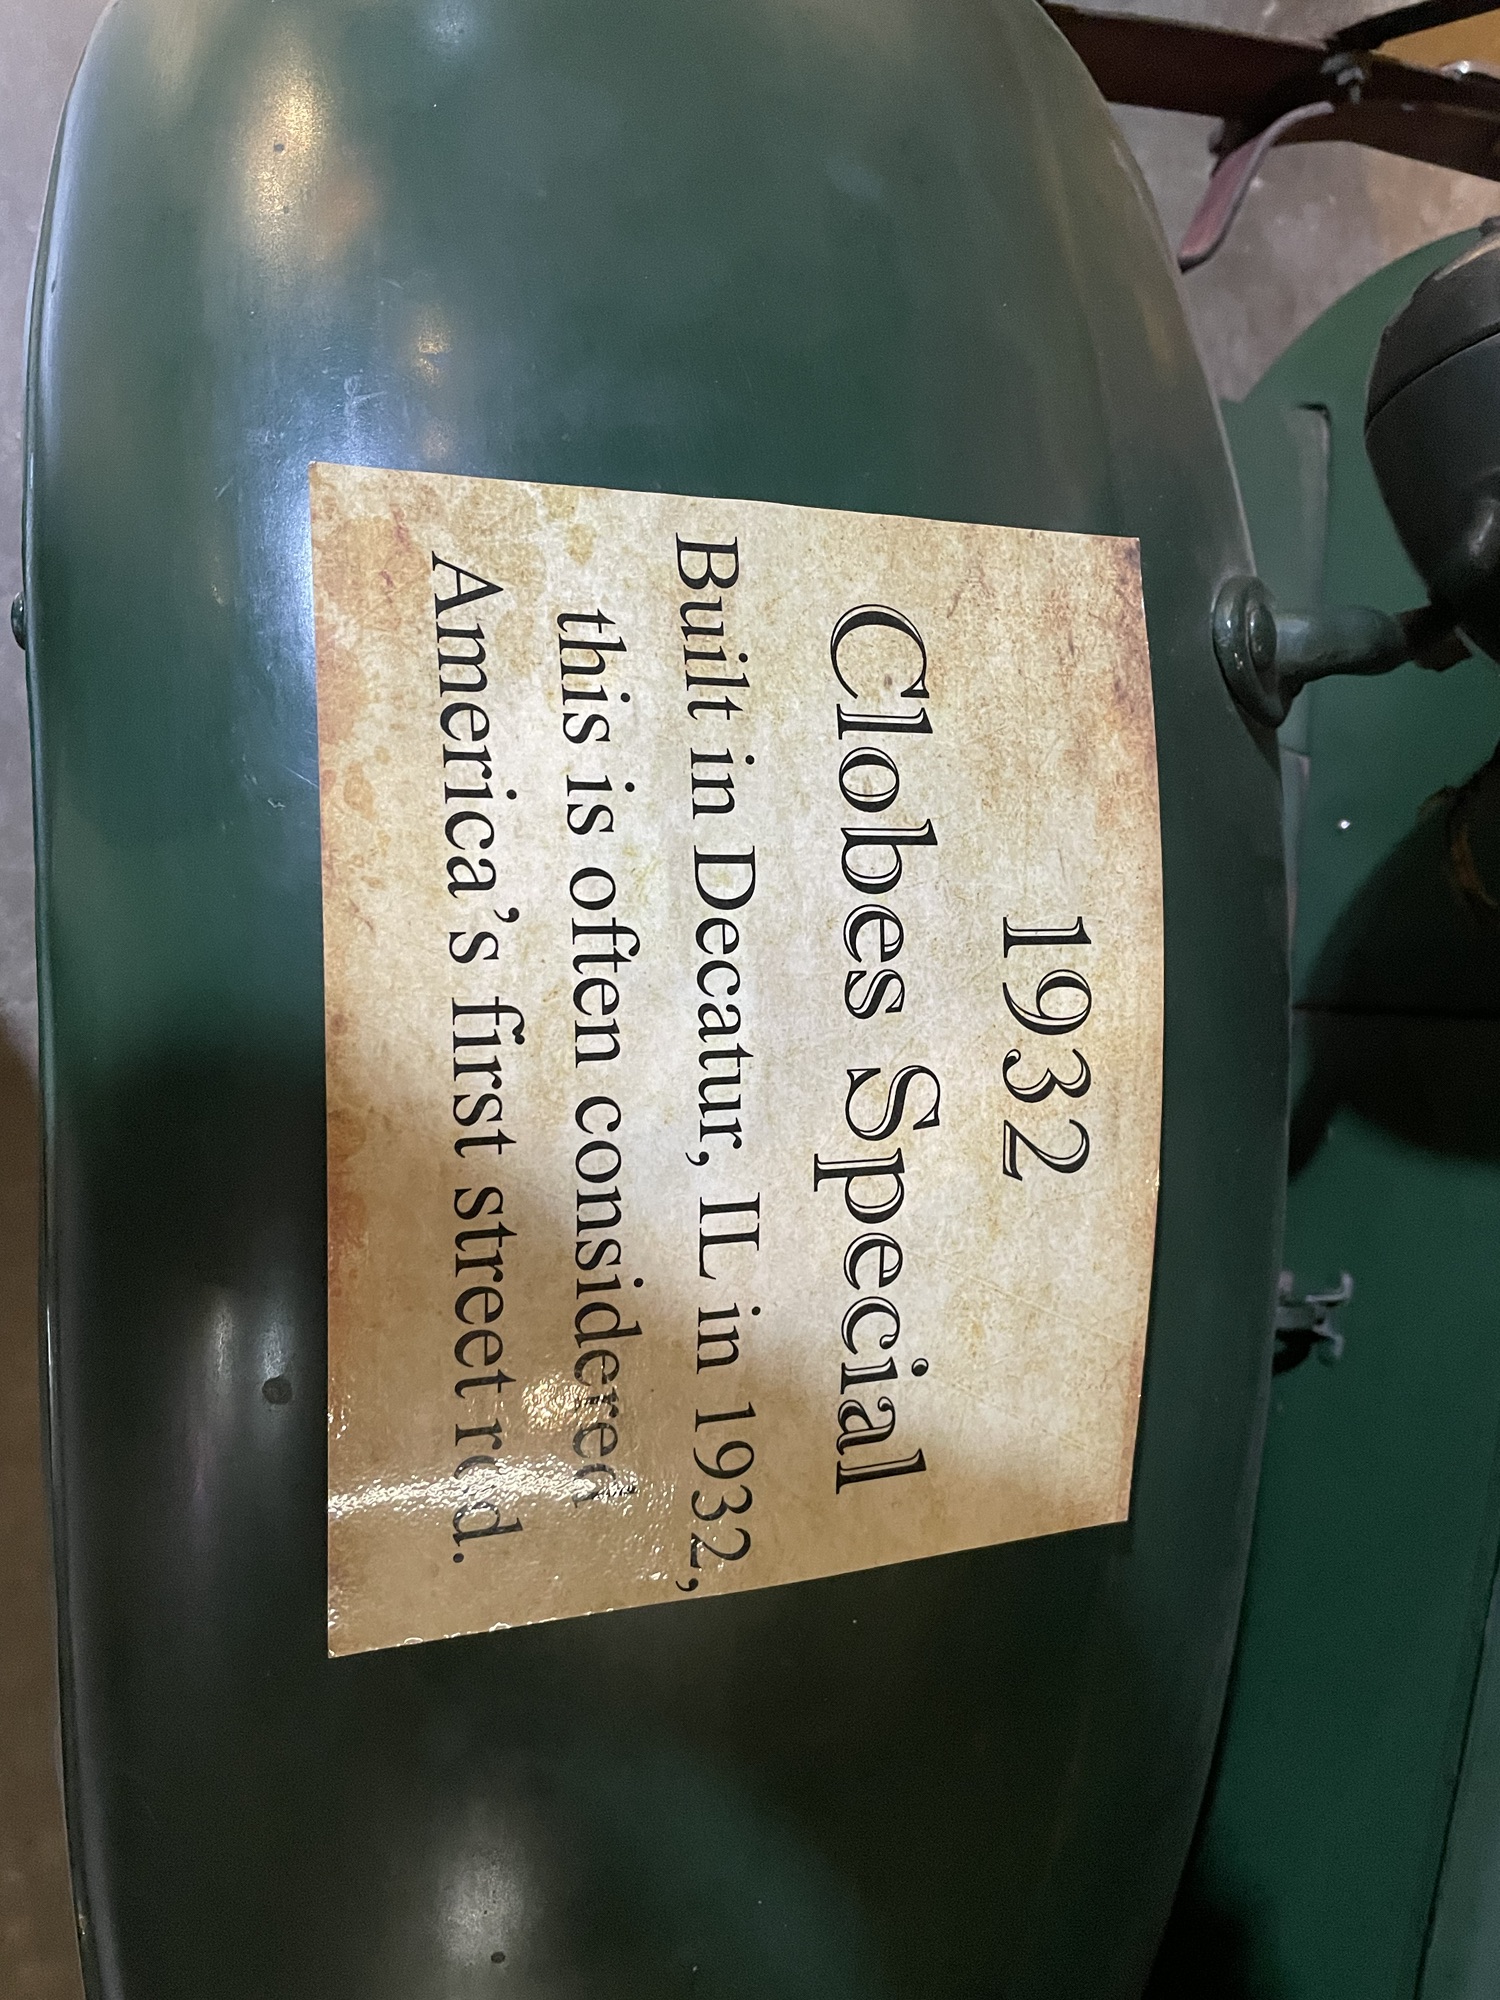 1932
Clobes Special
Built in Decatur, IL in 1932,
this is often considered
America's first street rod.